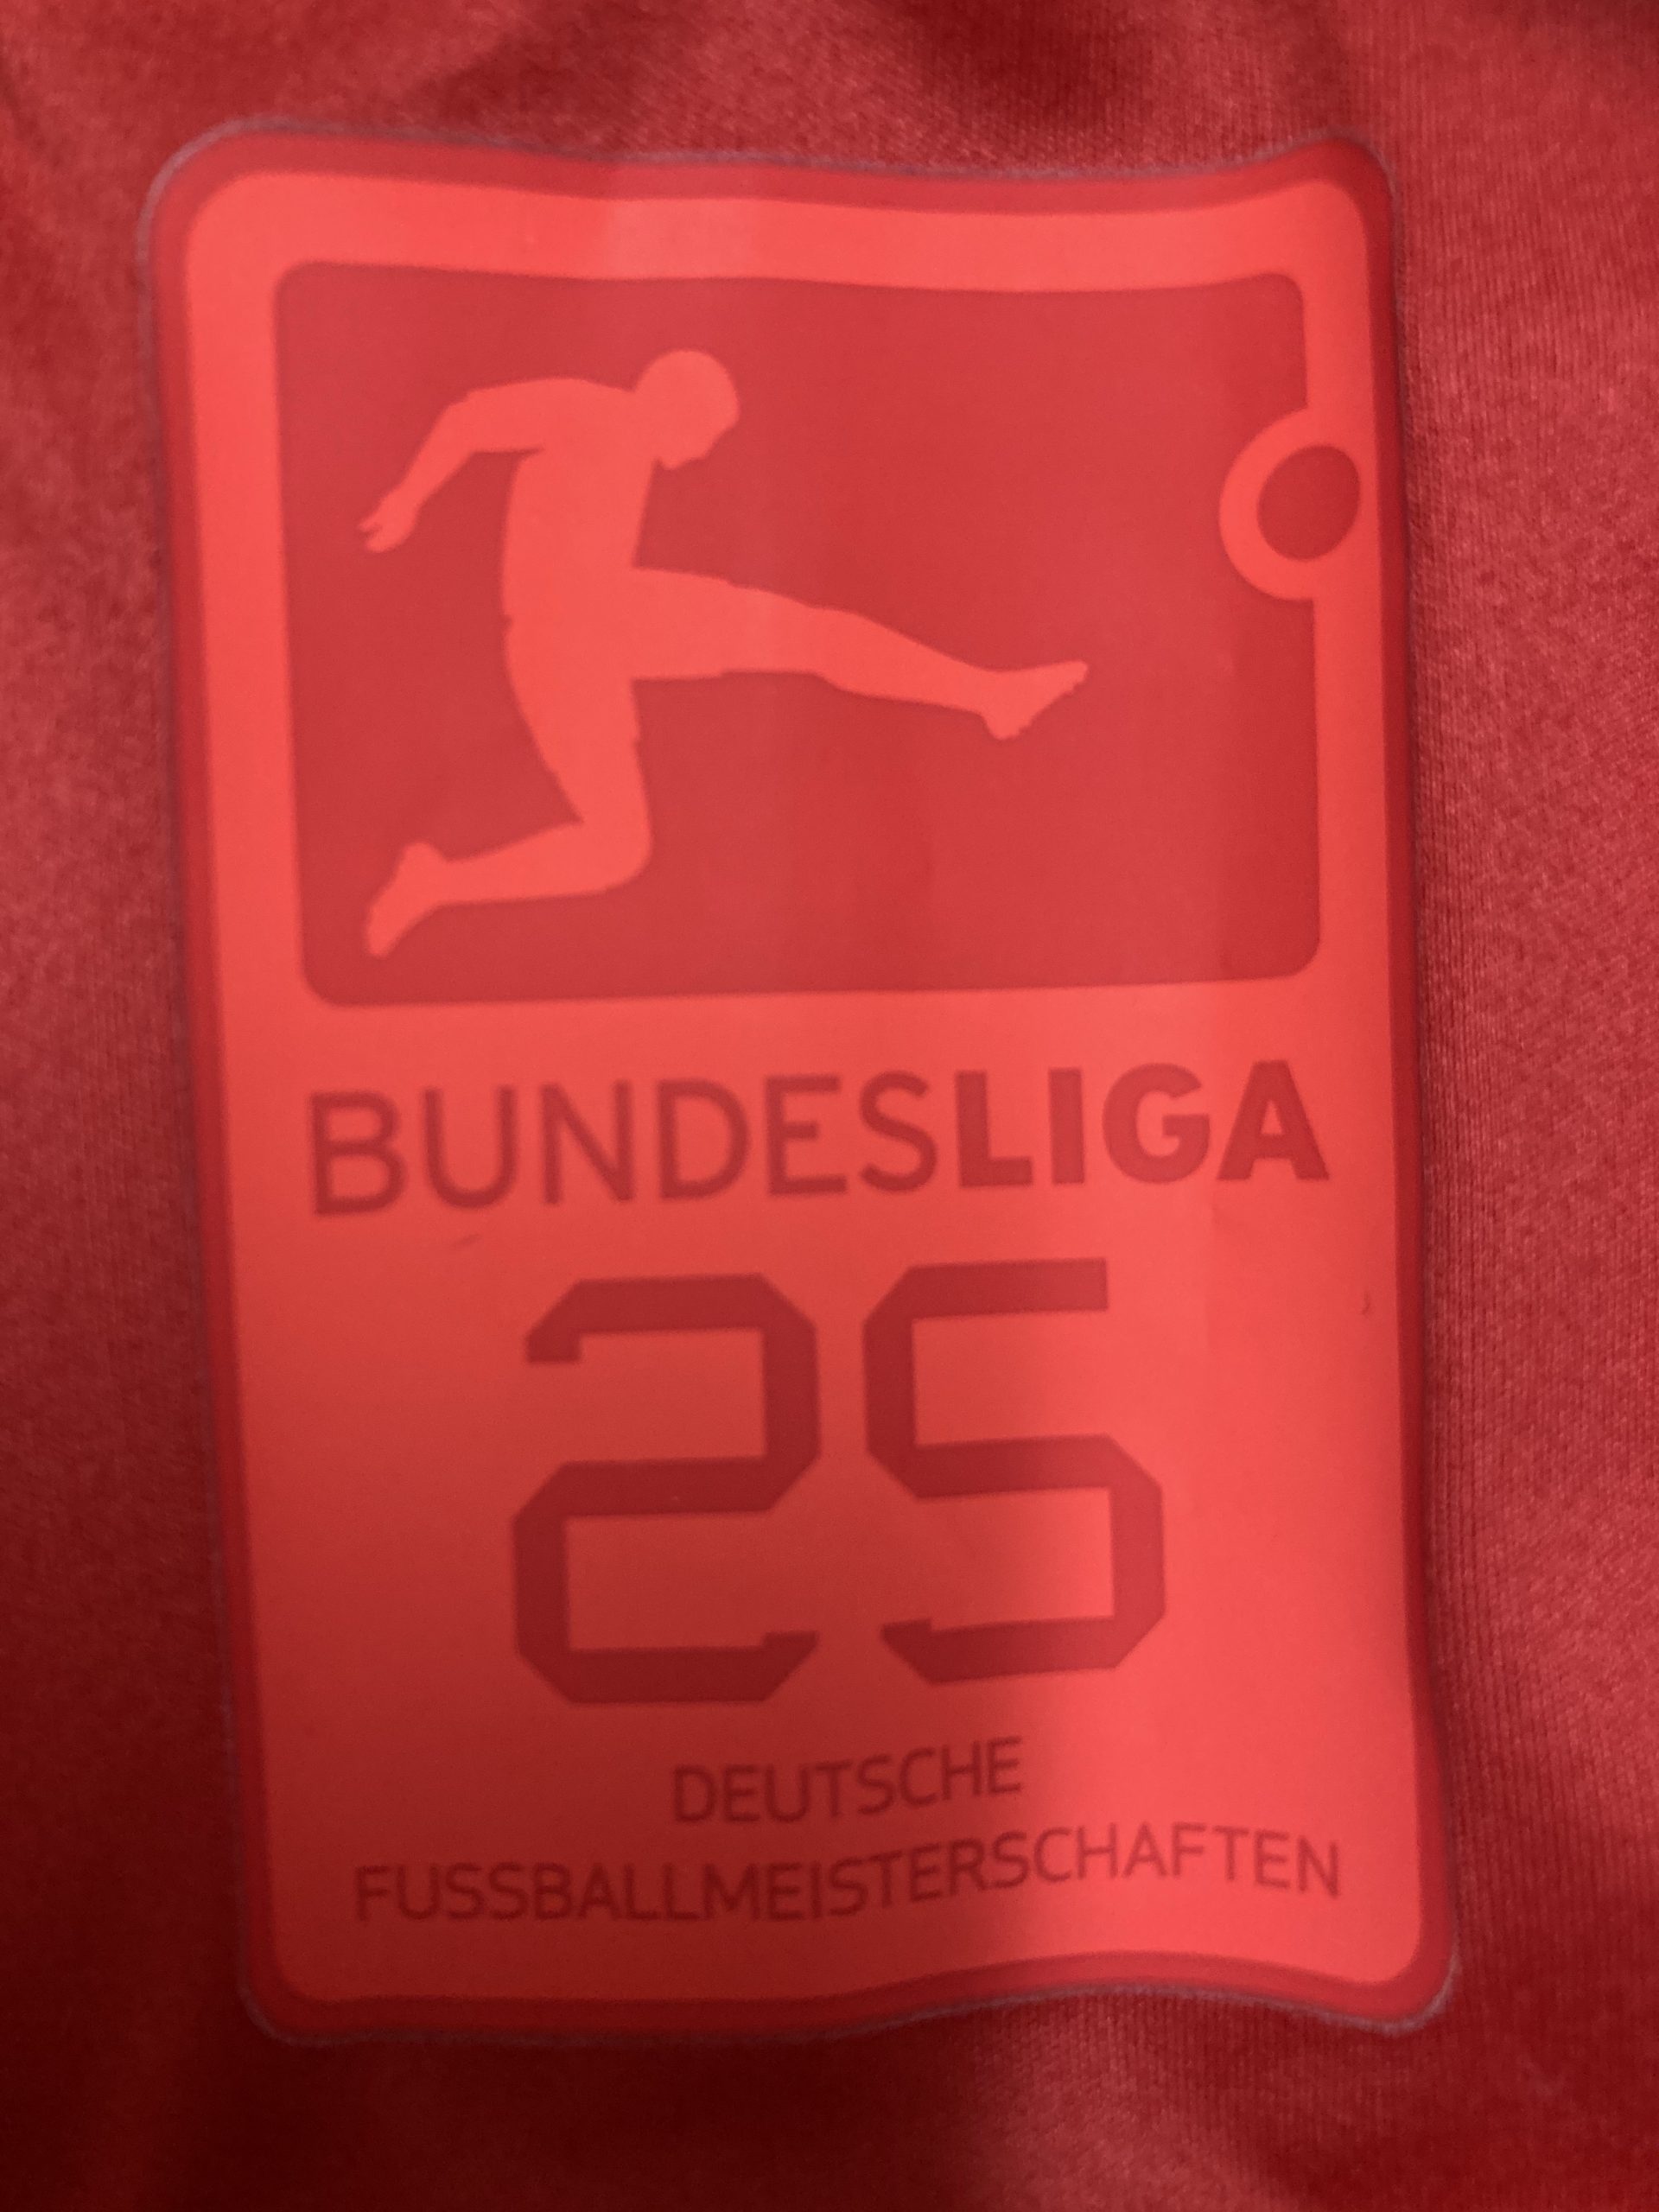 BUNDESLIGA
25
DEUTSCHE
FUSSBALLMEISTERSCHAFTEN